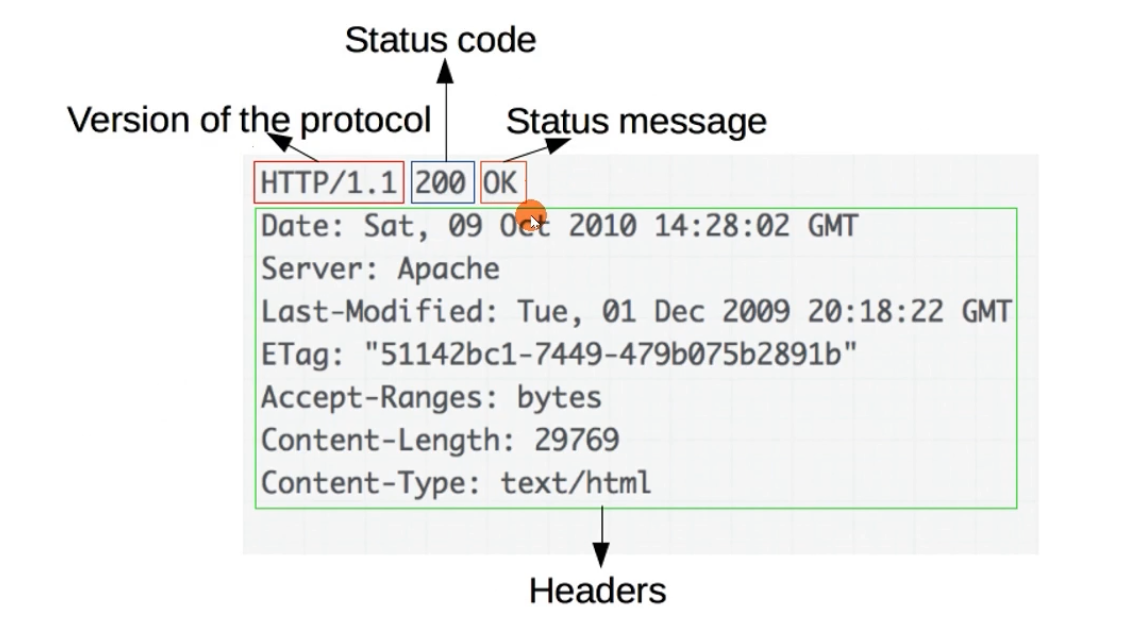 Status code
Version of the protocol
Status message
HTTP/1.1 200 OK
Date: Sat, 09 Oct 2010 14:28:02 GMT
Server: Apache
Last-Modified: Tue, 01 Dec 2009 20:18:22 GMT
ETag: "51142bc1-7449-479b075b2891b"
Accept-Ranges: bytes
Content-Length: 29769
Content-Type: text/html
Headers